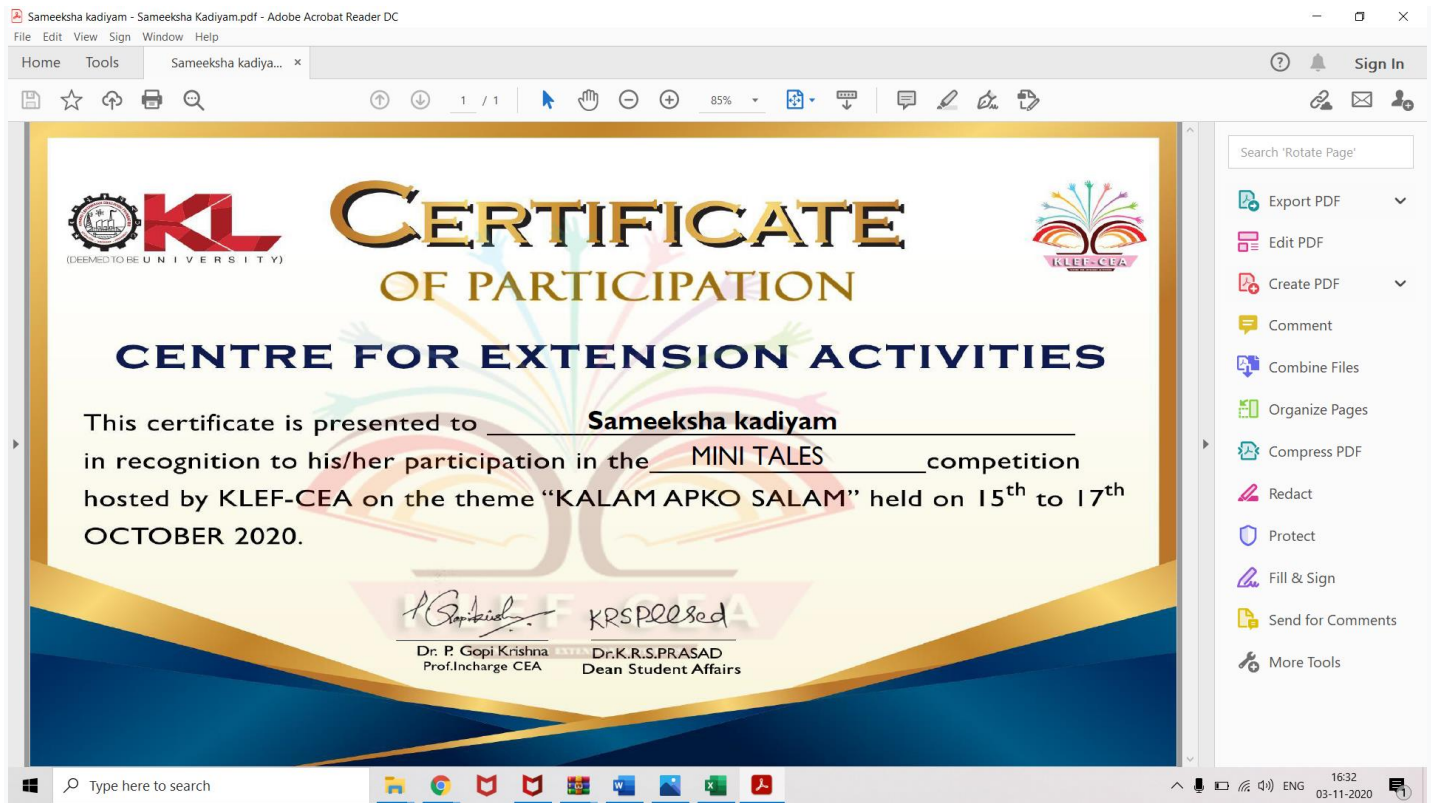 Sameeksha kadiyam - Sameeksha Kadiyam.pdf - Adobe Acrobat Reader DC
File Edit View Sign Window Help
Home Tools Sameeksha kadiya... × Sign In
1 / 1 85%
KL
(DEEMED TO BE UNIVERSITY)
CERTIFICATE
OF PARTICIPATION
KLEF-CEA
CENTRE FOR EXTENSION ACTIVITIES
This certificate is presented to Sameeksha kadiyam
in recognition to his/her participation in the MINI TALES competition
hosted by KLEF-CEA on the theme “KALAM APKO SALAM” held on 15th to 17th
OCTOBER 2020.
KLEF-CEA
KRSPrasad
Dr. P. Gopi Krishna
Prof.Incharge CEA
Dr.K.R.S.PRASAD
Dean Student Affairs
Search 'Rotate Page'
Export PDF
Edit PDF
Create PDF
Comment
Combine Files
Organize Pages
Compress PDF
Redact
Protect
Fill & Sign
Send for Comments
More Tools
Type here to search
ENG
16:32
03-11-2020